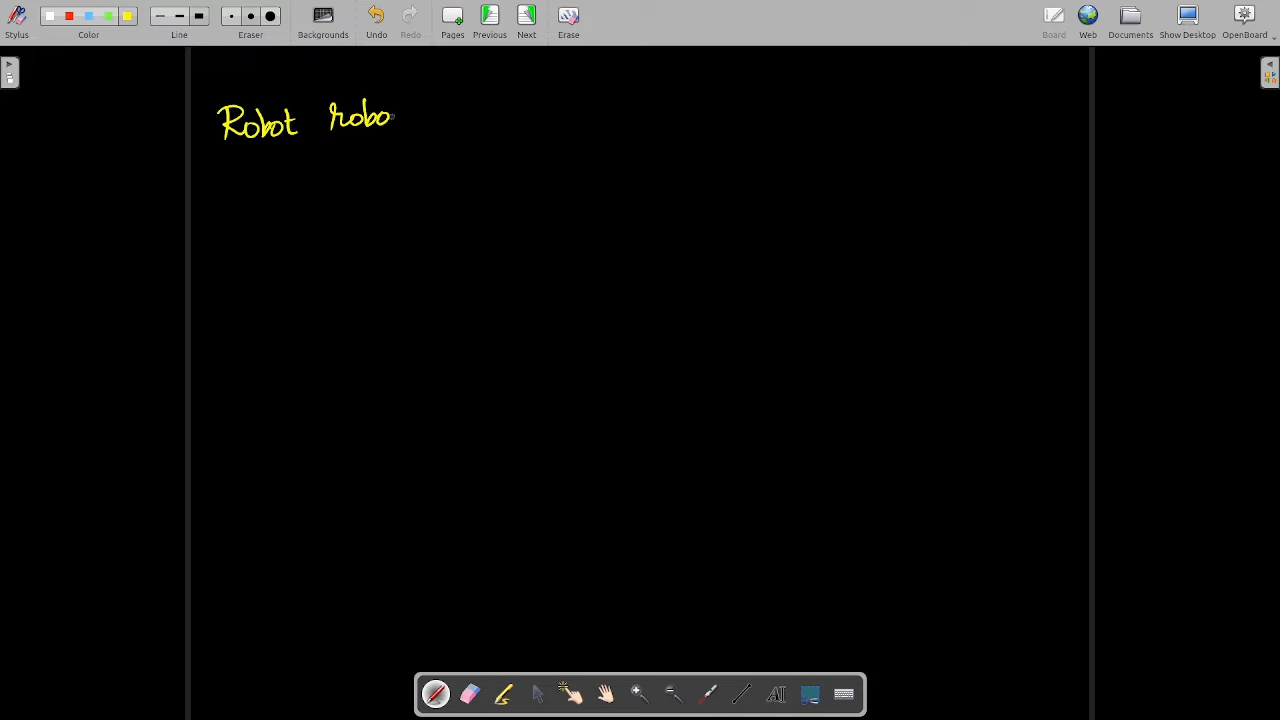 Stylus Color Line Eraser Backgrounds Undo Redo Pages Previous Next Erase Board Web Documents Show Desktop OpenBoard
Robot robo
AI